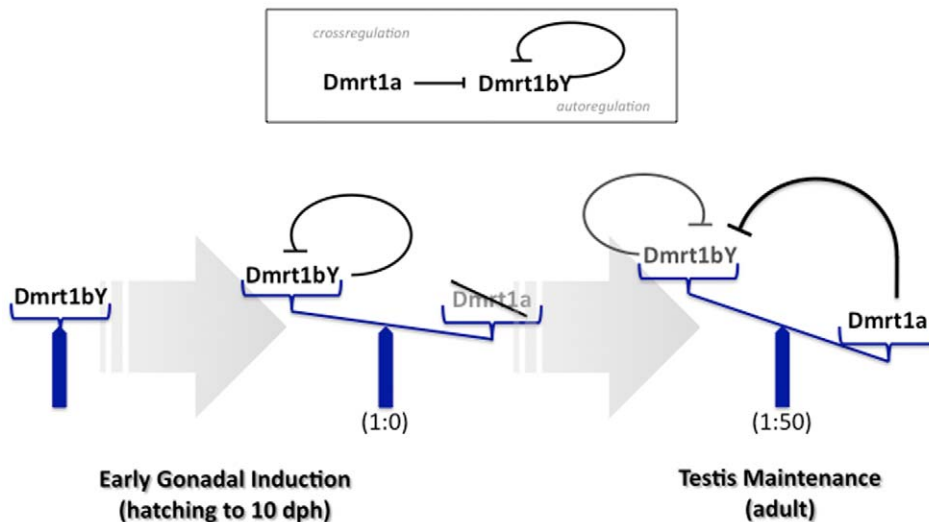 crossregulation
Dmrt1a Dmrt1bY
autoregulation
Dmrt1bY
Dmrt1bY
Dmrt1a
Dmrt1bY
Dmrt1a
(1:0)
(1:50)
Early Gonadal Induction
(hatching to 10 dph)
Testis Maintenance
(adult)